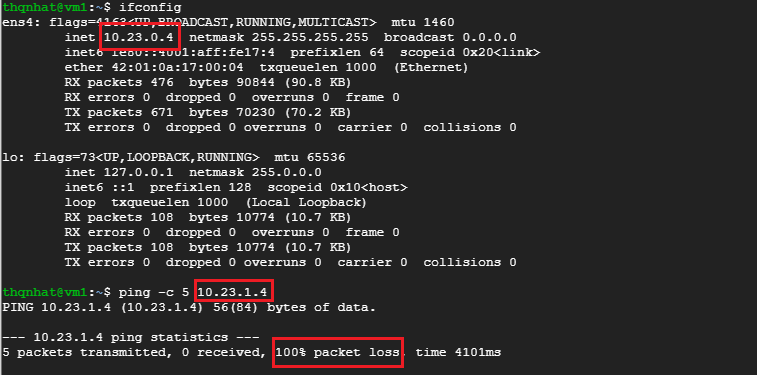 thqnhat@vm1:~$ ifconfig
ens4: flags=4163<UP,BROADCAST,RUNNING,MULTICAST>  mtu 1460
        inet 10.23.0.4  netmask 255.255.255.255  broadcast 0.0.0.0
        inet6 fe80::4001:aff:fe17:4  prefixlen 64  scopeid 0x20<link>
        ether 42:01:0a:17:00:04  txqueuelen 1000  (Ethernet)
        RX packets 476  bytes 90844 (90.8 KB)
        RX errors 0  dropped 0  overruns 0  frame 0
        TX packets 671  bytes 70230 (70.2 KB)
        TX errors 0  dropped 0 overruns 0  carrier 0  collisions 0

lo: flags=73<UP,LOOPBACK,RUNNING>  mtu 65536
        inet 127.0.0.1  netmask 255.0.0.0
        inet6 ::1  prefixlen 128  scopeid 0x10<host>
        loop  txqueuelen 1000  (Local Loopback)
        RX packets 108  bytes 10774 (10.7 KB)
        RX errors 0  dropped 0  overruns 0  frame 0
        TX packets 108  bytes 10774 (10.7 KB)
        TX errors 0  dropped 0 overruns 0  carrier 0  collisions 0

thqnhat@vm1:~$ ping -c 5 10.23.1.4
PING 10.23.1.4 (10.23.1.4) 56(84) bytes of data.

--- 10.23.1.4 ping statistics ---
5 packets transmitted, 0 received, 100% packet loss, time 4101ms